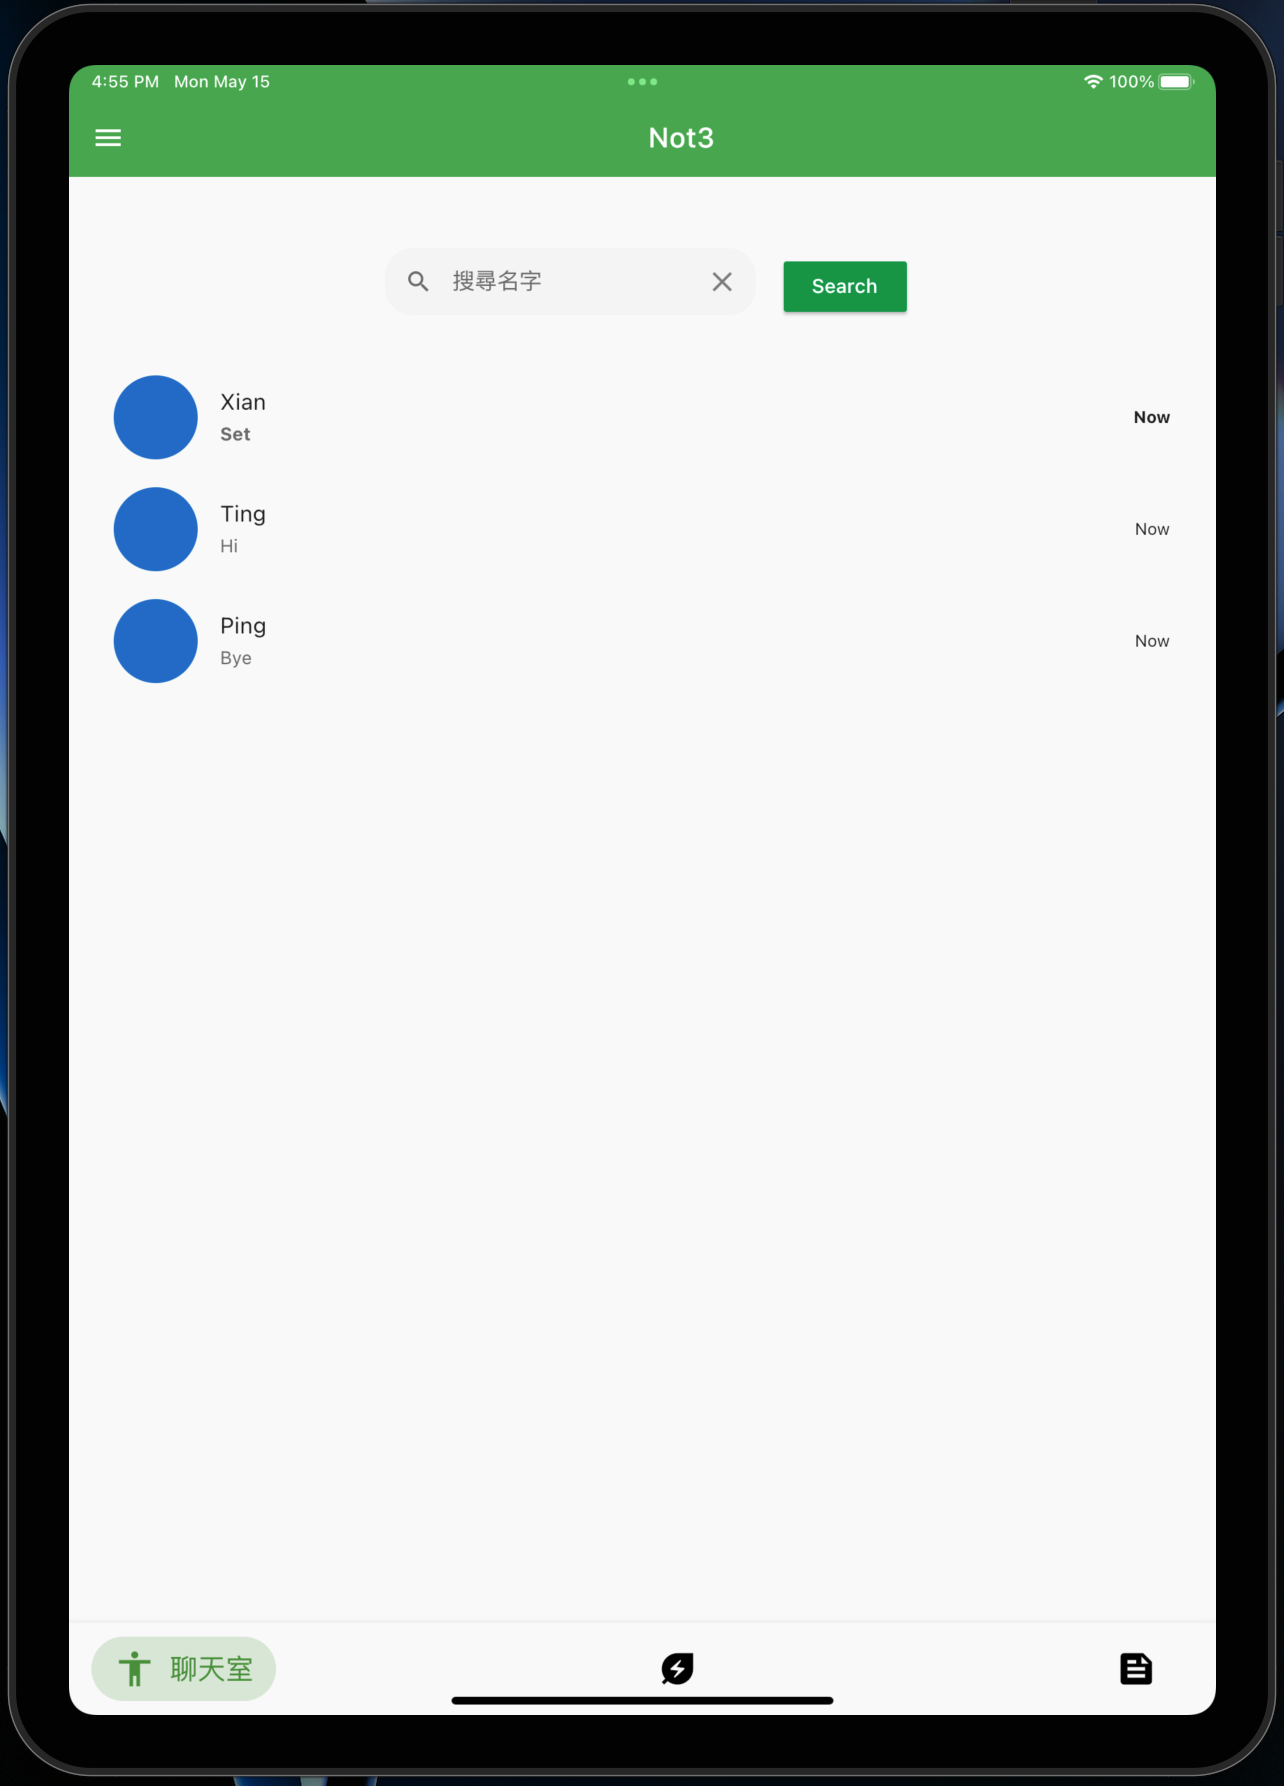 4:55 PM Mon May 15
100%
Not3
搜尋名字
Search
Xian
Set
Now
Ting
Hi
Now
Ping
Bye
Now
聊天室